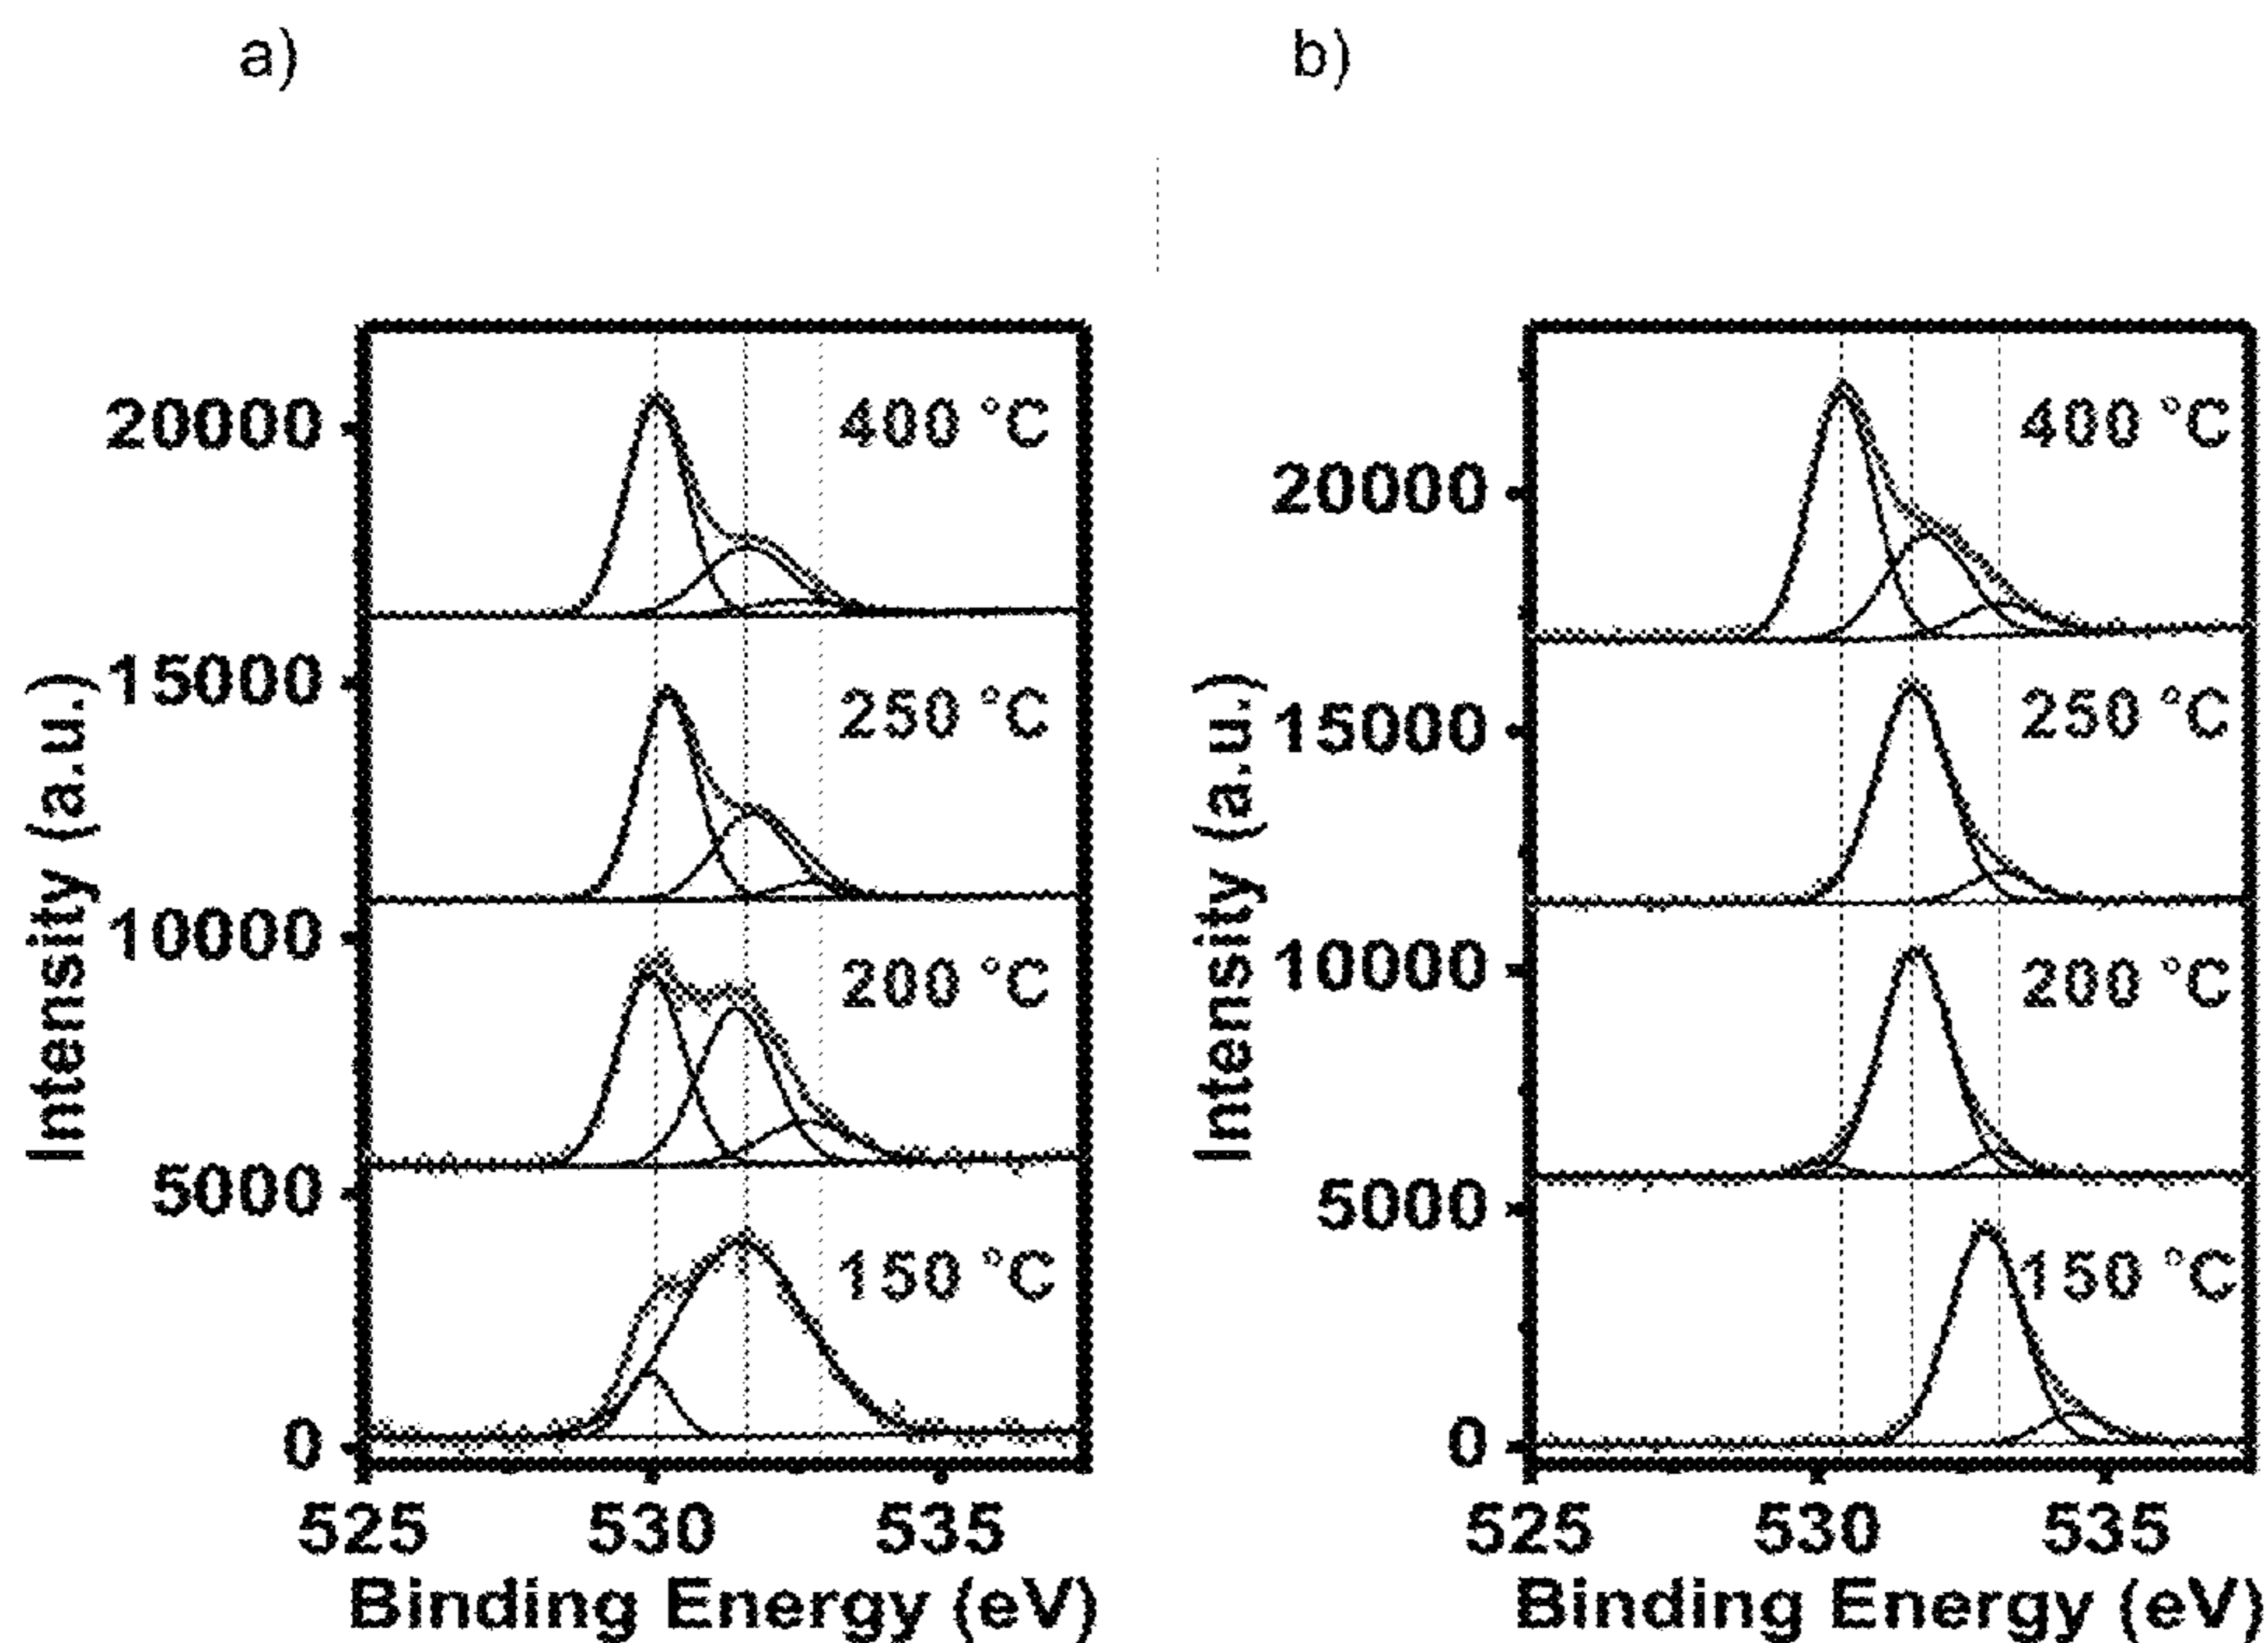 a)
20000
15000
10000
5000
0
Intensity (a.u.)
400 °C
250 °C
200 °C
150 °C
525 530 535
Binding Energy (eV)
b)
20000
15000
10000
5000
0
Intensity (a.u.)
400 °C
250 °C
200 °C
150 °C
525 530 535
Binding Energy (eV)